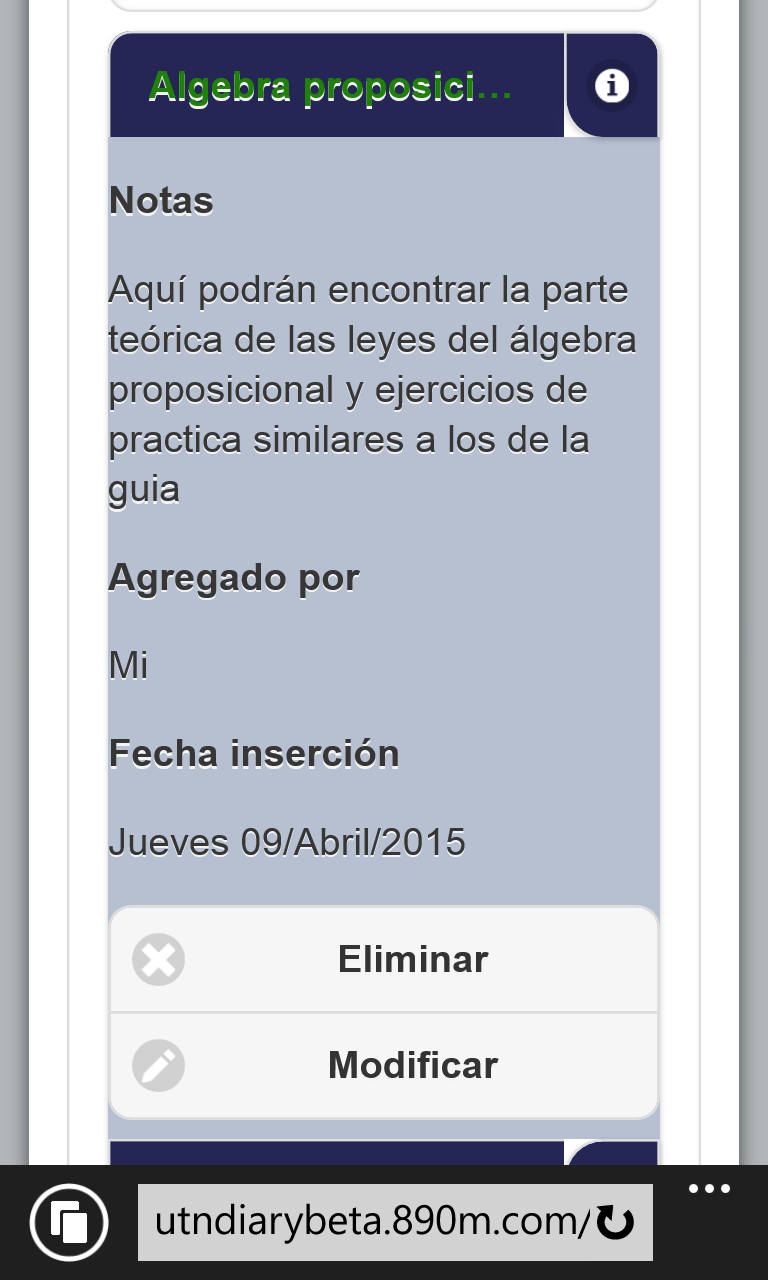 Algebra proposici...
Notas
Aquí podrán encontrar la parte
teórica de las leyes del álgebra
proposicional y ejercicios de
practica similares a los de la
guia
Agregado por
Mi
Fecha inserción
Jueves 09/Abril/2015
Eliminar
Modificar
utndiarybeta.890m.com/